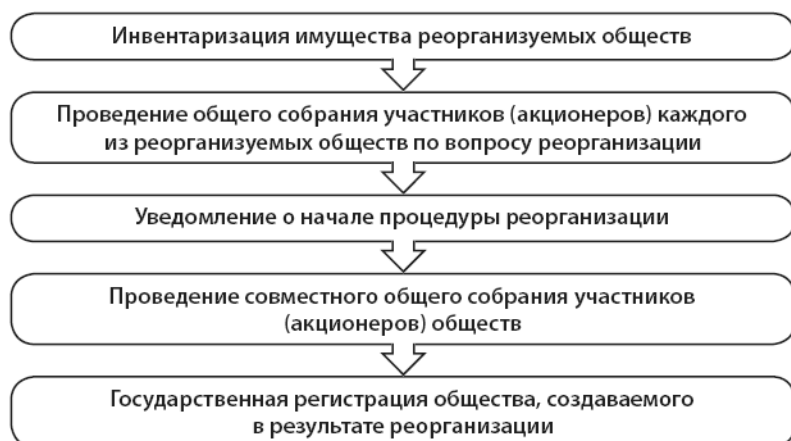 Инвентаризация имущества реорганизуемых обществ
Проведение общего собрания участников (акционеров) каждого
из реорганизуемых обществ по вопросу реорганизации
Уведомление о начале процедуры реорганизации
Проведение совместного общего собрания участников
(акционеров) обществ
Государственная регистрация общества, создаваемого
в результате реорганизации